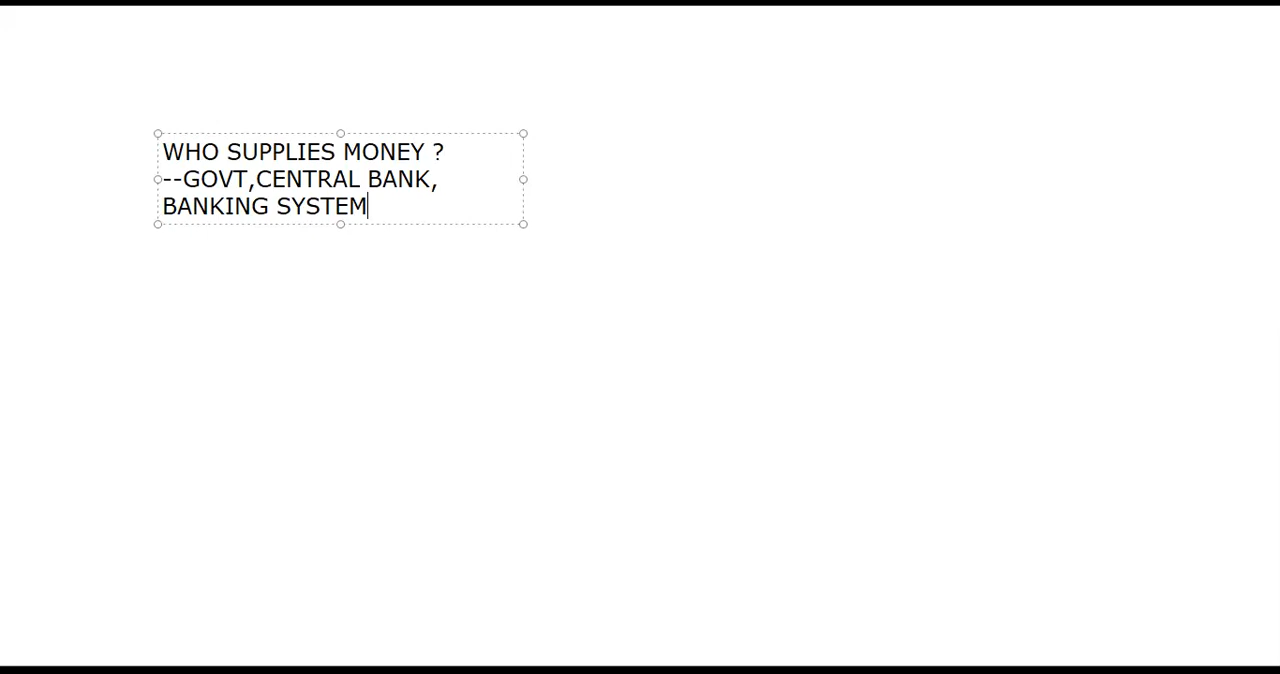 WHO SUPPLIES MONEY ?
--GOVT,CENTRAL BANK,
BANKING SYSTEM